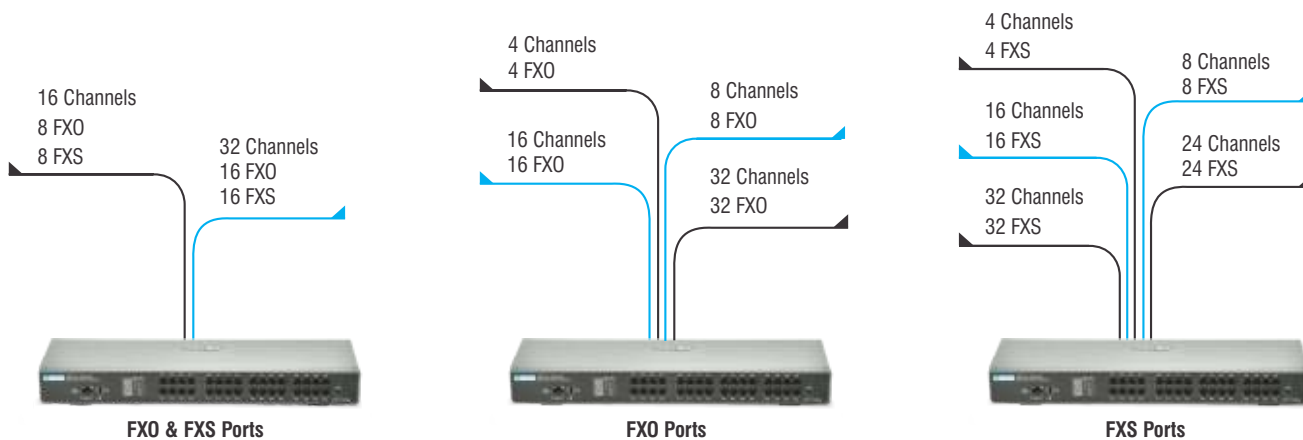 16 Channels
8 FXO
8 FXS
32 Channels
16 FXO
16 FXS
FXO & FXS Ports
4 Channels
4 FXO
8 Channels
8 FXO
16 Channels
16 FXO
32 Channels
32 FXO
FXO Ports
4 Channels
4 FXS
8 Channels
8 FXS
16 Channels
16 FXS
24 Channels
24 FXS
32 Channels
32 FXS
FXS Ports